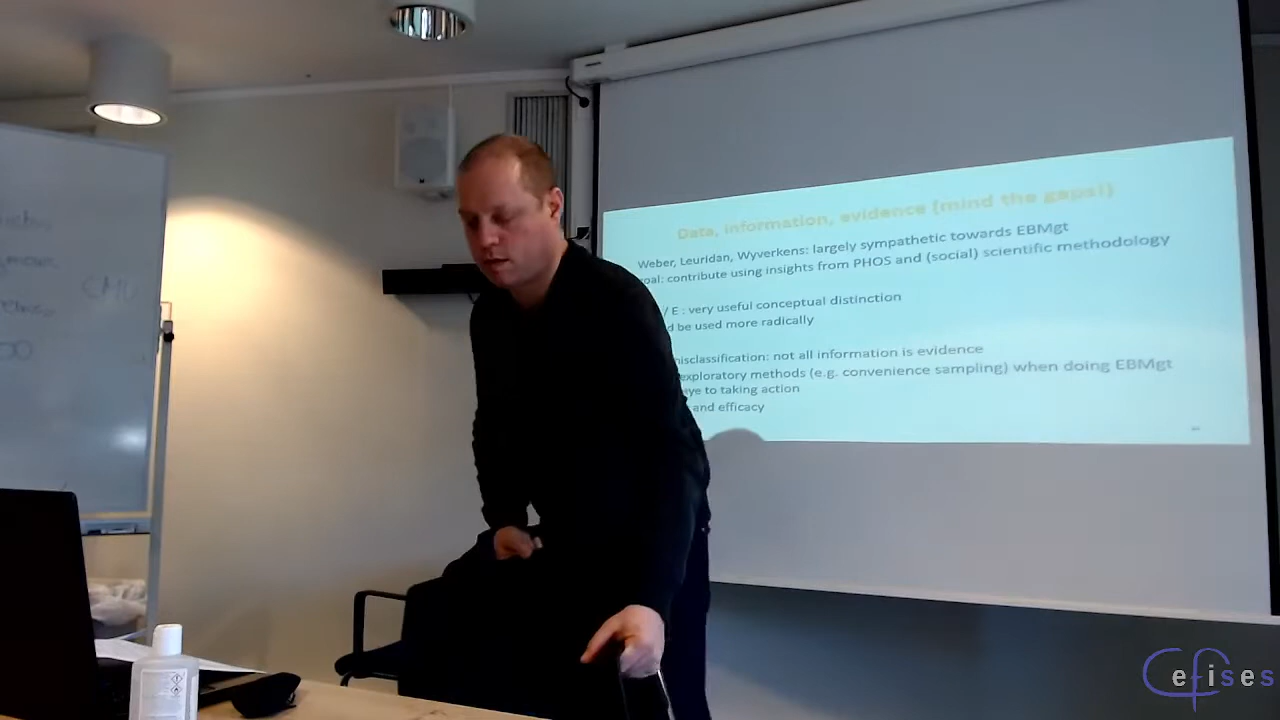 Data, information, evidence (mind the gaps!)
Weber, Leuridan, Wyverkens: largely sympathetic towards EBMgt
oal: contribute using insights from PHOS and (social) scientific methodology
/ E : very useful conceptual distinction
d be used more radically
misclassification: not all information is evidence
exploratory methods (e.g. convenience sampling) when doing EBMgt
eye to taking action
and efficacy
Cefises